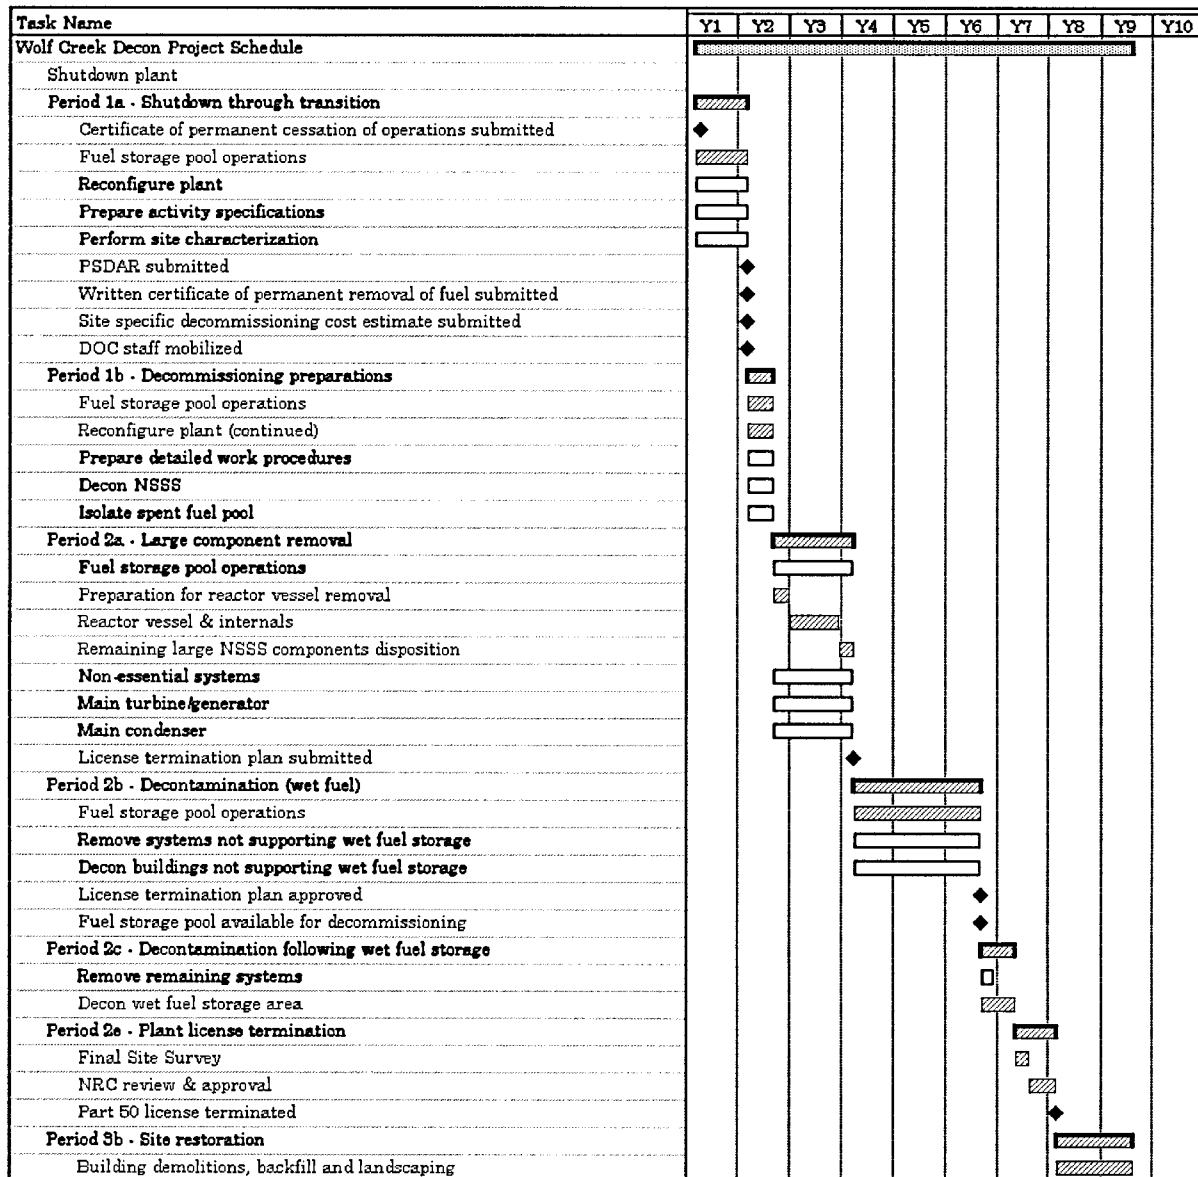 Task Name Y1 Y2 Y3 Y4 Y5 Y6 Y7 Y8 Y9 Y10
Wolf Creek Decon Project Schedule
Shutdown plant
Period 1a - Shutdown through transition
Certificate of permanent cessation of operations submitted
Fuel storage pool operations
Reconfigure plant
Prepare activity specifications
Perform site characterization
PSDAR submitted
Written certificate of permanent removal of fuel submitted
Site specific decommissioning cost estimate submitted
DOC staff mobilized
Period 1b - Decommissioning preparations
Fuel storage pool operations
Reconfigure plant (continued)
Prepare detailed work procedures
Decon NSSS
Isolate spent fuel pool
Period 2a - Large component removal
Fuel storage pool operations
Preparation for reactor vessel removal
Reactor vessel & internals
Remaining large NSSS components disposition
Non-essential systems
Main turbine/generator
Main condenser
License termination plan submitted
Period 2b - Decontamination (wet fuel)
Fuel storage pool operations
Remove systems not supporting wet fuel storage
Decon buildings not supporting wet fuel storage
License termination plan approved
Fuel storage pool available for decommissioning
Period 2c - Decontamination following wet fuel storage
Remove remaining systems
Decon wet fuel storage area
Period 2e - Plant license termination
Final Site Survey
NRC review & approval
Part 50 license terminated
Period 3b - Site restoration
Building demolitions, backfill and landscaping